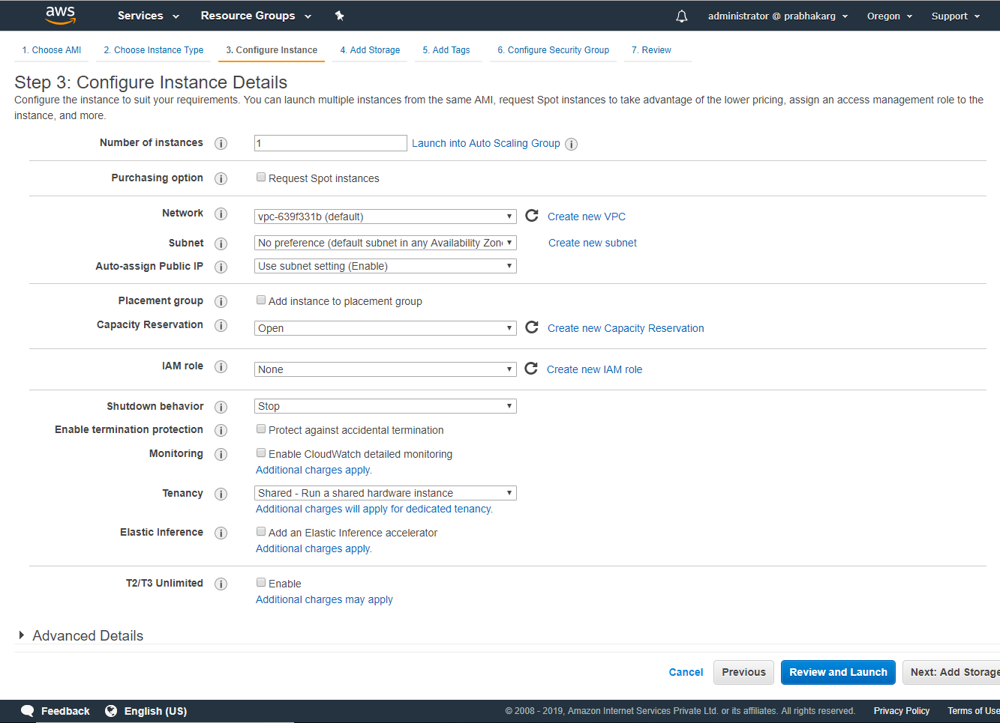 aws Services Resource Groups administrator @ prabhakarg Oregon Support
1. Choose AMI 2. Choose Instance Type 3. Configure Instance 4. Add Storage 5. Add Tags 6. Configure Security Group 7. Review
Step 3: Configure Instance Details
Configure the instance to suit your requirements. You can launch multiple instances from the same AMI, request Spot instances to take advantage of the lower pricing, assign an access management role to the
instance, and more.
Number of instances i 1 Launch into Auto Scaling Group i
Purchasing option i Request Spot instances
Network i vpc-639f331b (default) Create new VPC
Subnet i No preference (default subnet in any Availability Zon Create new subnet
Auto-assign Public IP i Use subnet setting (Enable)
Placement group i Add instance to placement group
Capacity Reservation i Open Create new Capacity Reservation
IAM role i None Create new IAM role
Shutdown behavior i Stop
Enable termination protection i Protect against accidental termination
Monitoring i Enable CloudWatch detailed monitoring
Additional charges apply.
Tenancy i Shared - Run a shared hardware instance
Additional charges will apply for dedicated tenancy.
Elastic Inference i Add an Elastic Inference accelerator
Additional charges apply.
T2/T3 Unlimited i Enable
Additional charges may apply
Advanced Details
Cancel Previous Review and Launch Next: Add Storage
Feedback English (US) © 2008 - 2019, Amazon Internet Services Private Ltd. or its affiliates. All rights reserved. Privacy Policy Terms of Use